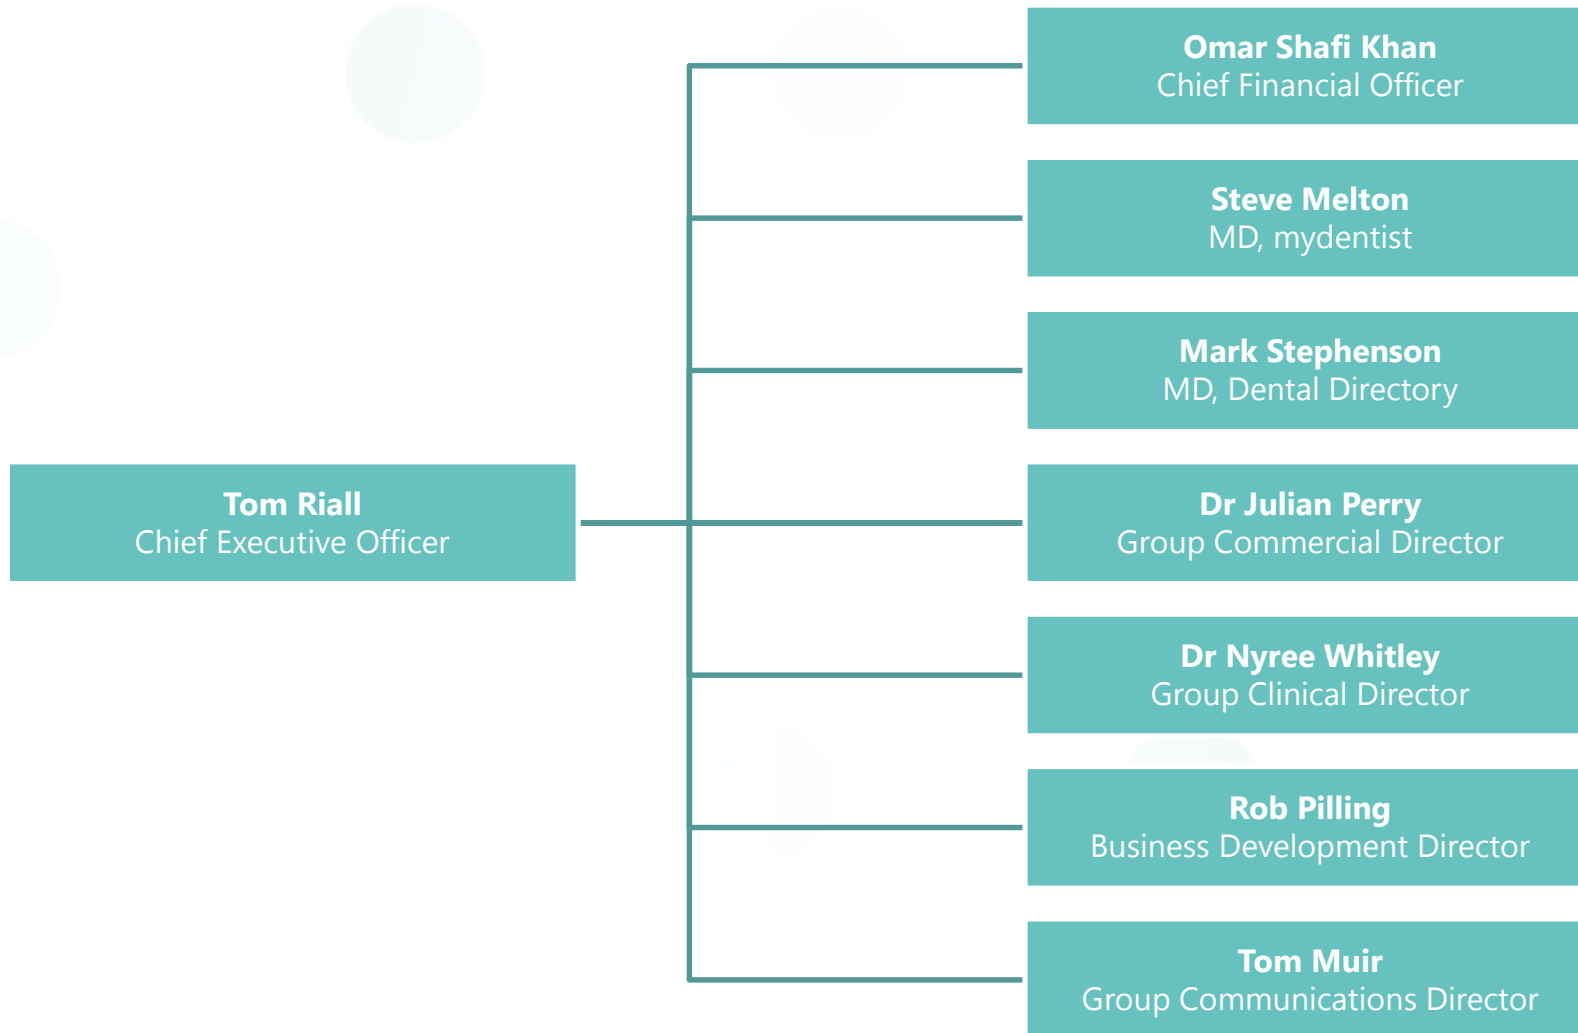 Omar Shafi Khan
Chief Financial Officer
Steve Melton
MD, mydentist
Mark Stephenson
MD, Dental Directory
Tom Riall
Chief Executive Officer
Dr Julian Perry
Group Commercial Director
Dr Nyree Whitley
Group Clinical Director
Rob Pilling
Business Development Director
Tom Muir
Group Communications Director